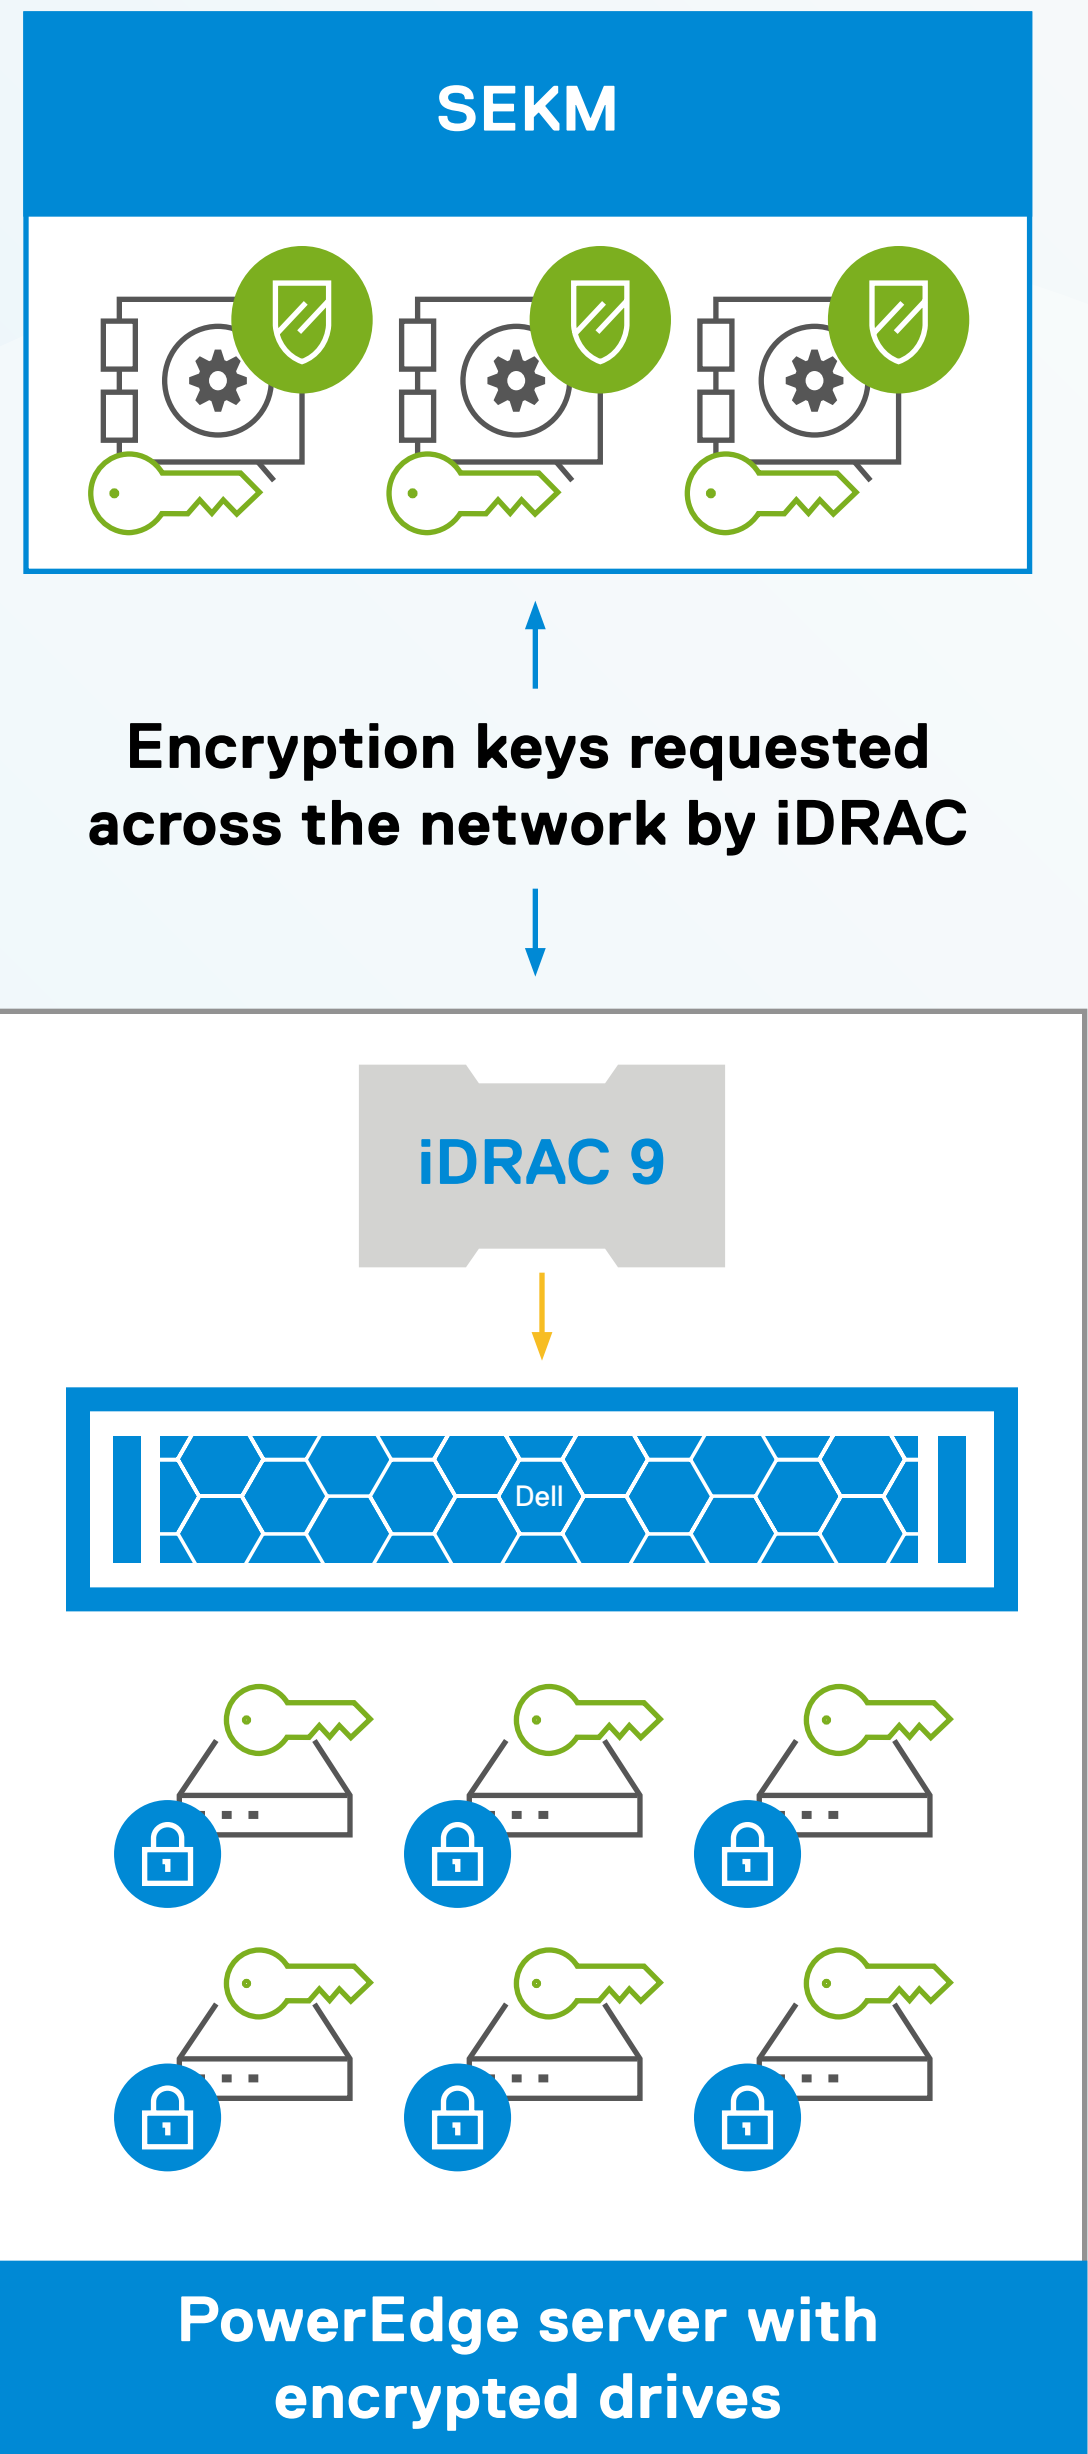 SEKM
Encryption keys requested
across the network by iDRAC
iDRAC 9
Dell
PowerEdge server with
encrypted drives